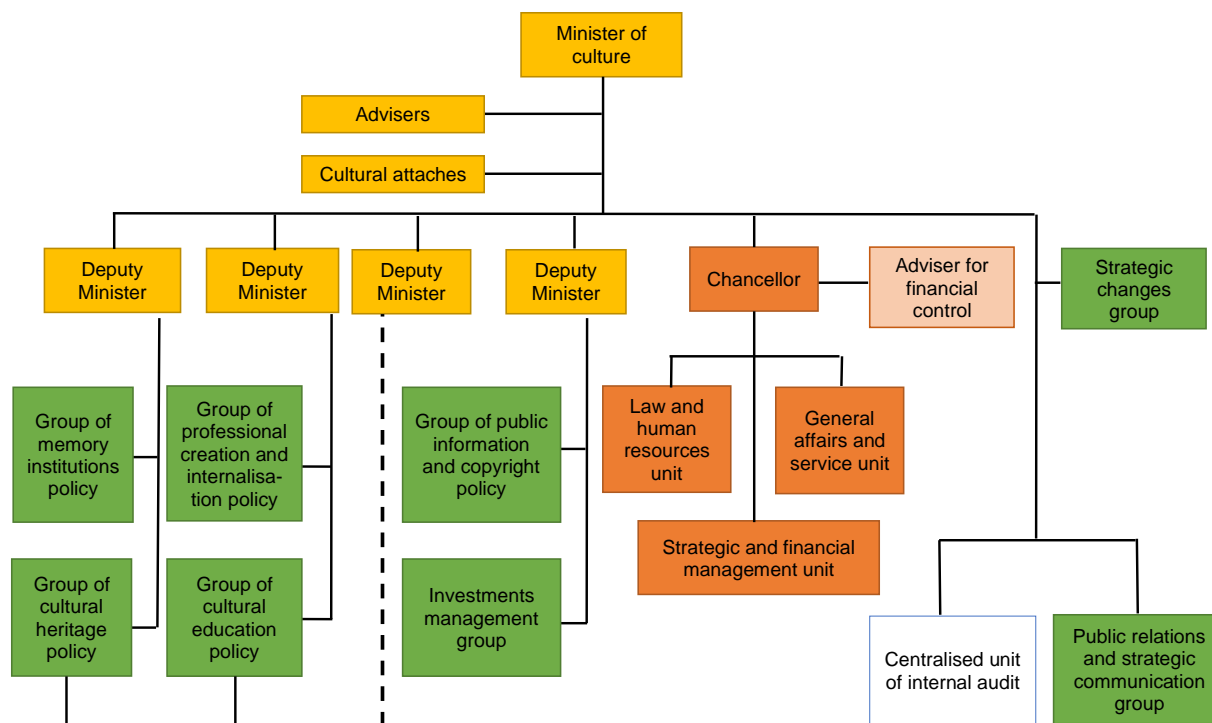 Minister of
culture
Advisers
Cultural attaches
Deputy
Minister
Deputy
Minister
Deputy
Minister
Deputy
Minister
Chancellor
Adviser for
financial
control
Strategic
changes
group
Group of
memory
institutions
policy
Group of
professional
creation and
internalisa-
tion policy
Group of public
information
and copyright
policy
Law and
human
resources
unit
General
affairs and
service unit
Strategic and financial
management unit
Group of
cultural
heritage
policy
Group of
cultural
education
policy
Investments
management
group
Centralised unit
of internal audit
Public relations
and strategic
communication
group